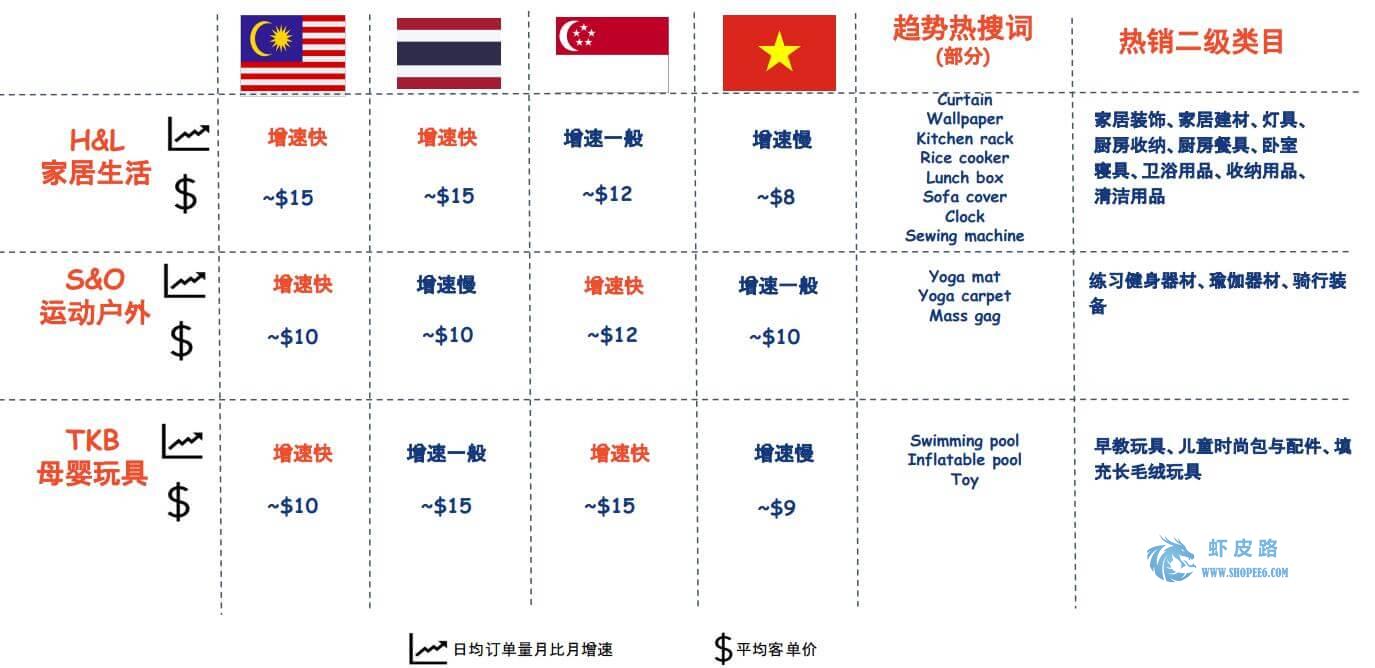 趋势热搜词
(部分)
热销二级类目
H&L
家居生活
增速快
增速快
增速一般
增速慢
$
~$15
~$15
~$12
~$8
Curtain
Wallpaper
Kitchen rack
Rice cooker
Lunch box
Sofa cover
Clock
Sewing machine
家居装饰、家居建材、灯具、
厨房收纳、厨房餐具、卧室
寝具、卫浴用品、收纳用品、
清洁用品
S&O
运动户外
增速快
增速慢
增速快
增速一般
$
~$10
~$10
~$12
~$10
Yoga mat
Yoga carpet
Mass gag
练习健身器材、瑜伽器材、骑行装
备
TKB
母婴玩具
增速快
增速一般
增速快
增速慢
$
~$10
~$15
~$15
~$9
Swimming pool
Inflatable pool
Toy
早教玩具、儿童时尚包与配件、填
充长毛绒玩具
虾皮路
WWW.SHOPEE6.COM
日均订单量月比月增速
$平均客单价